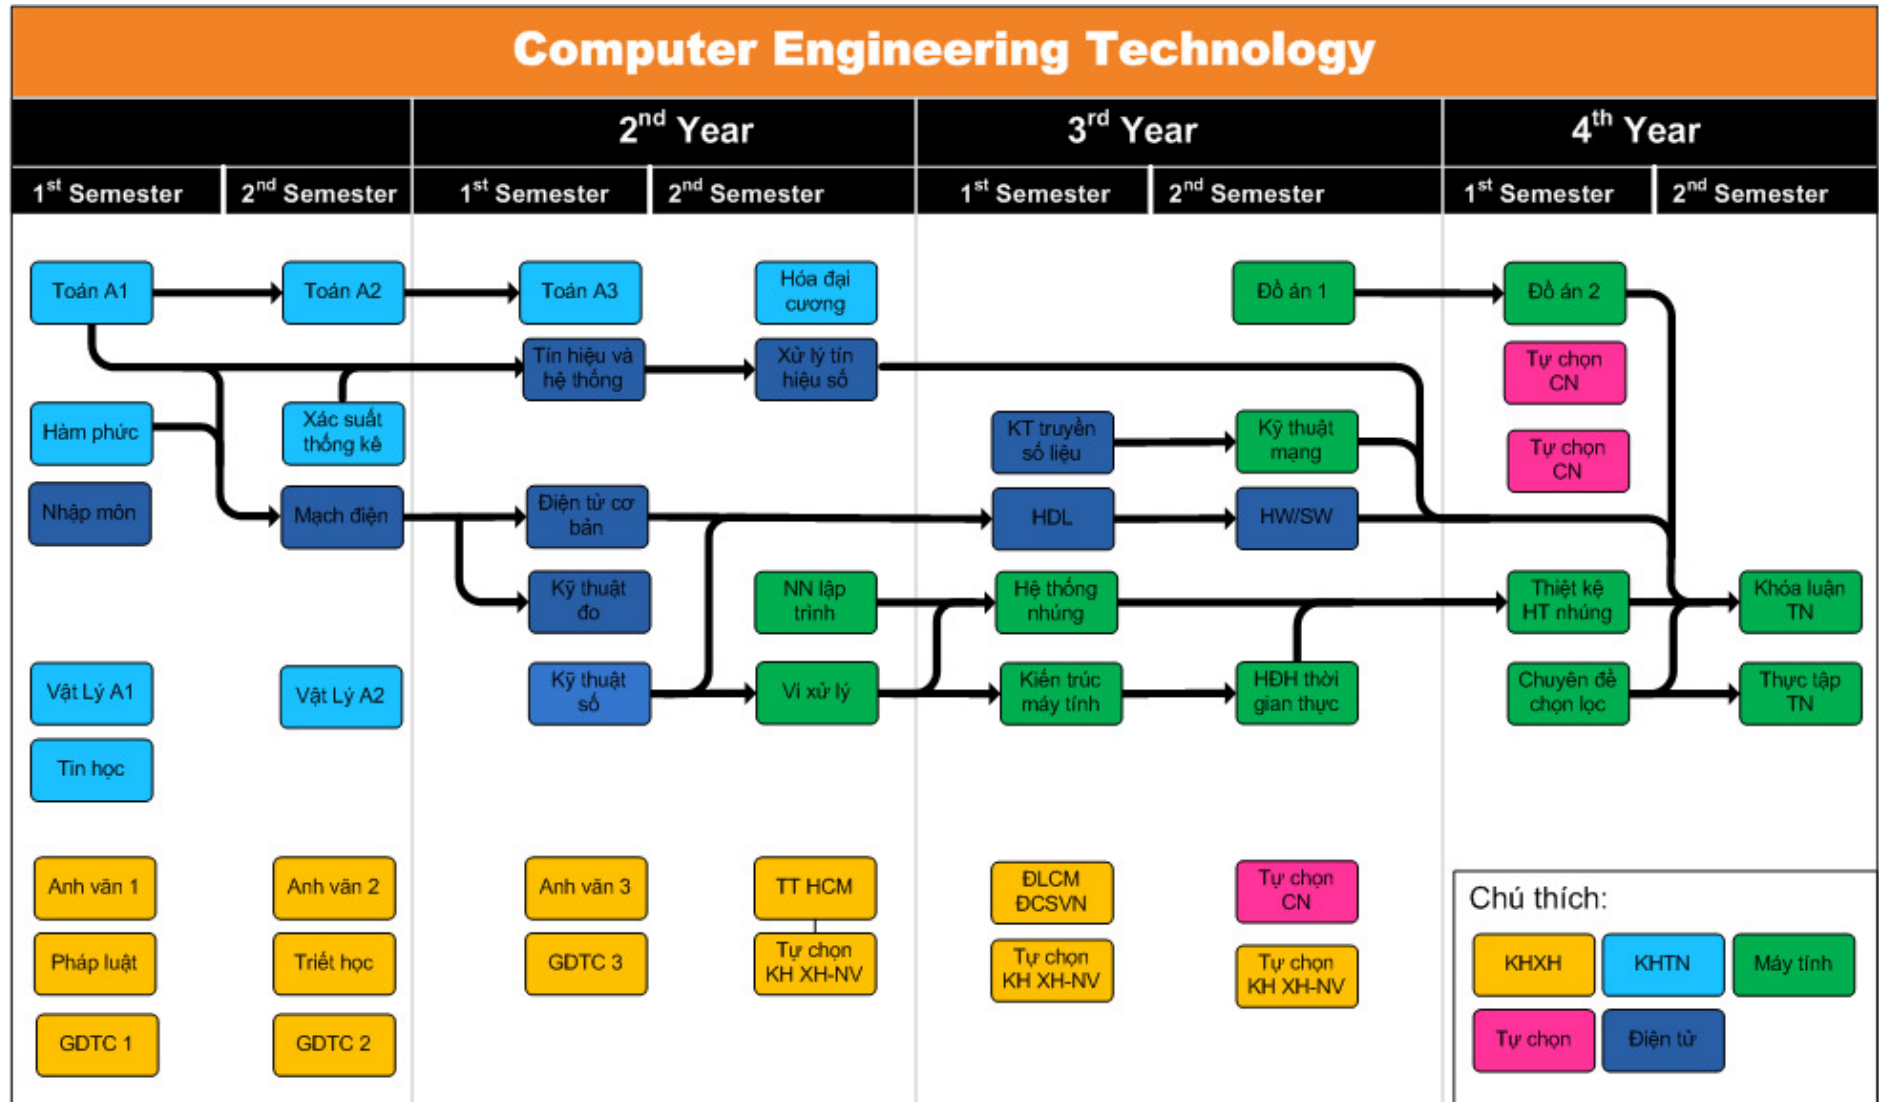 Computer Engineering Technology
2nd Year
3rd Year
4th Year
1st Semester
2nd Semester
1st Semester
2nd Semester
1st Semester
2nd Semester
1st Semester
2nd Semester
Toán A1
Toán A2
Toán A3
Hóa đại
cương
Đồ án 1
Đồ án 2
Tín hiệu và
hệ thống
Xử lý tín
hiệu số
Tự chọn
CN
Hàm phức
Xác suất
thống kê
KT truyền
số liệu
Kỹ thuật
mạng
Tự chọn
CN
Nhập môn
Mạch điện
Điện tử cơ
bản
HDL
HW/SW
Kỹ thuật
đo
NN lập
trình
Hệ thống
nhúng
Thiệt kê
HT nhúng
Khóa luận
TN
Vật Lý A1
Vật Lý A2
Kỹ thuật
số
Vi xử lý
Kiến trúc
máy tính
HĐH thời
gian thực
Chuyên đề
chọn lọc
Thực tập
TN
Tin học
Anh văn 1
Anh văn 2
Anh văn 3
TT HCM
ĐLCM
ĐCSVN
Tự chọn
CN
Chú thích:
Pháp luật
Triết học
GDTC 3
Tự chọn
KH XH-NV
Tự chọn
KH XH-NV
Tự chọn
KH XH-NV
KHXH
KHTN
Máy tính
GDTC 1
GDTC 2
Tự chọn
Điện tử